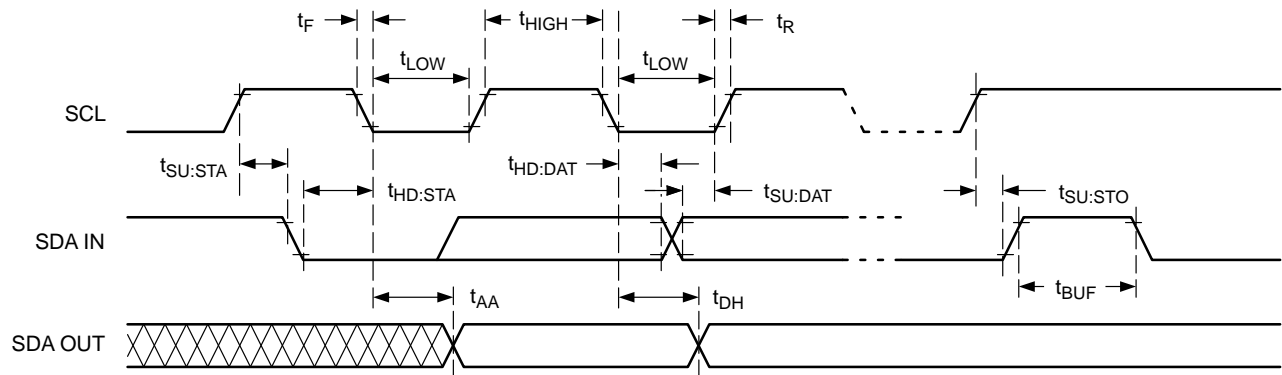 tF
tHIGH
tR
tLOW
tLOW
SCL
tSU:STA
tHD:STA
tHD:DAT
tSU:DAT
tSU:STO
SDA IN
tAA
tDH
tBUF
SDA OUT